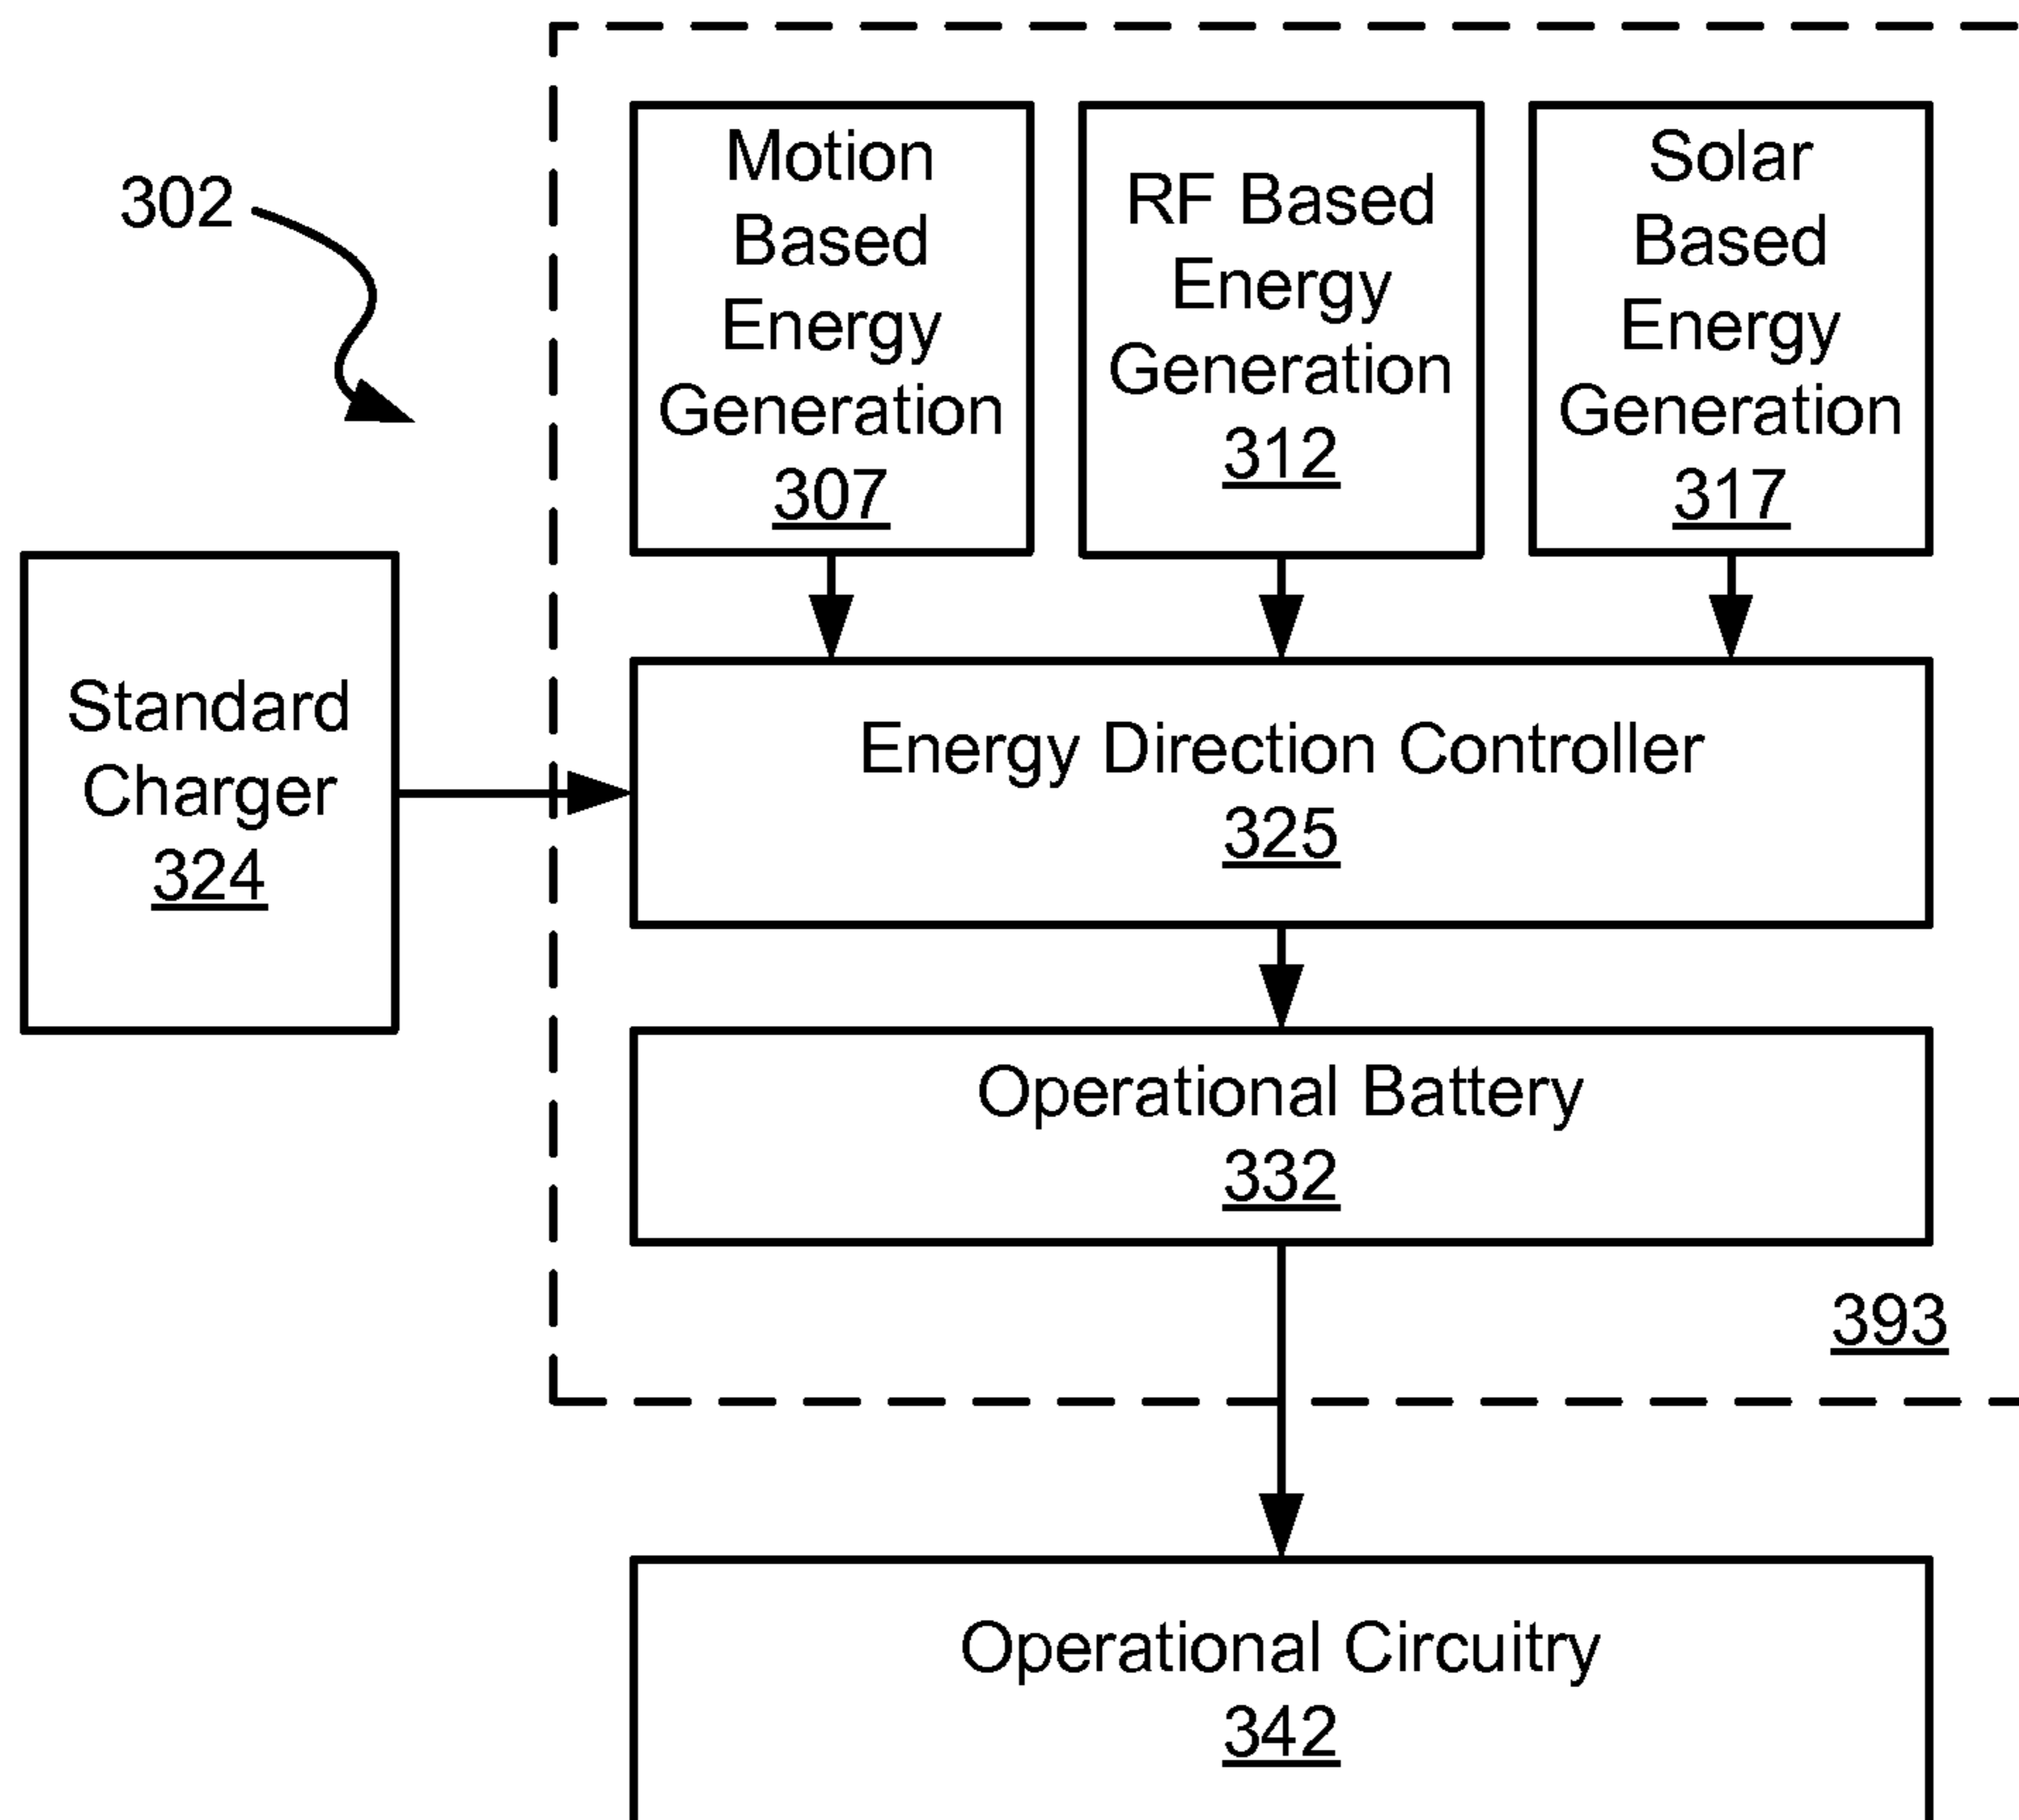 302
Motion
Based
Energy
Generation
307
RF Based
Energy
Generation
312
Solar
Based
Energy
Generation
317
Standard
Charger
324
Energy Direction Controller
325
Operational Battery
332
393
Operational Circuitry
342